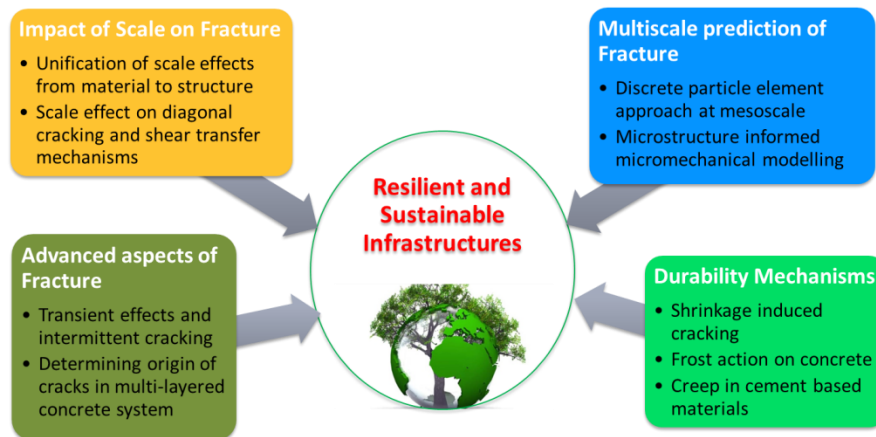 Impact of Scale on Fracture
• Unification of scale effects
from material to structure
• Scale effect on diagonal
cracking and shear transfer
mechanisms
Multiscale prediction of
Fracture
• Discrete particle element
approach at mesoscale
• Microstructure informed
micromechanical modelling
Resilient and
Sustainable
Infrastructures
Advanced aspects of
Fracture
• Transient effects and
intermittent cracking
• Determining origin of
cracks in multi-layered
concrete system
Durability Mechanisms
• Shrinkage induced
cracking
• Frost action on concrete
• Creep in cement based
materials